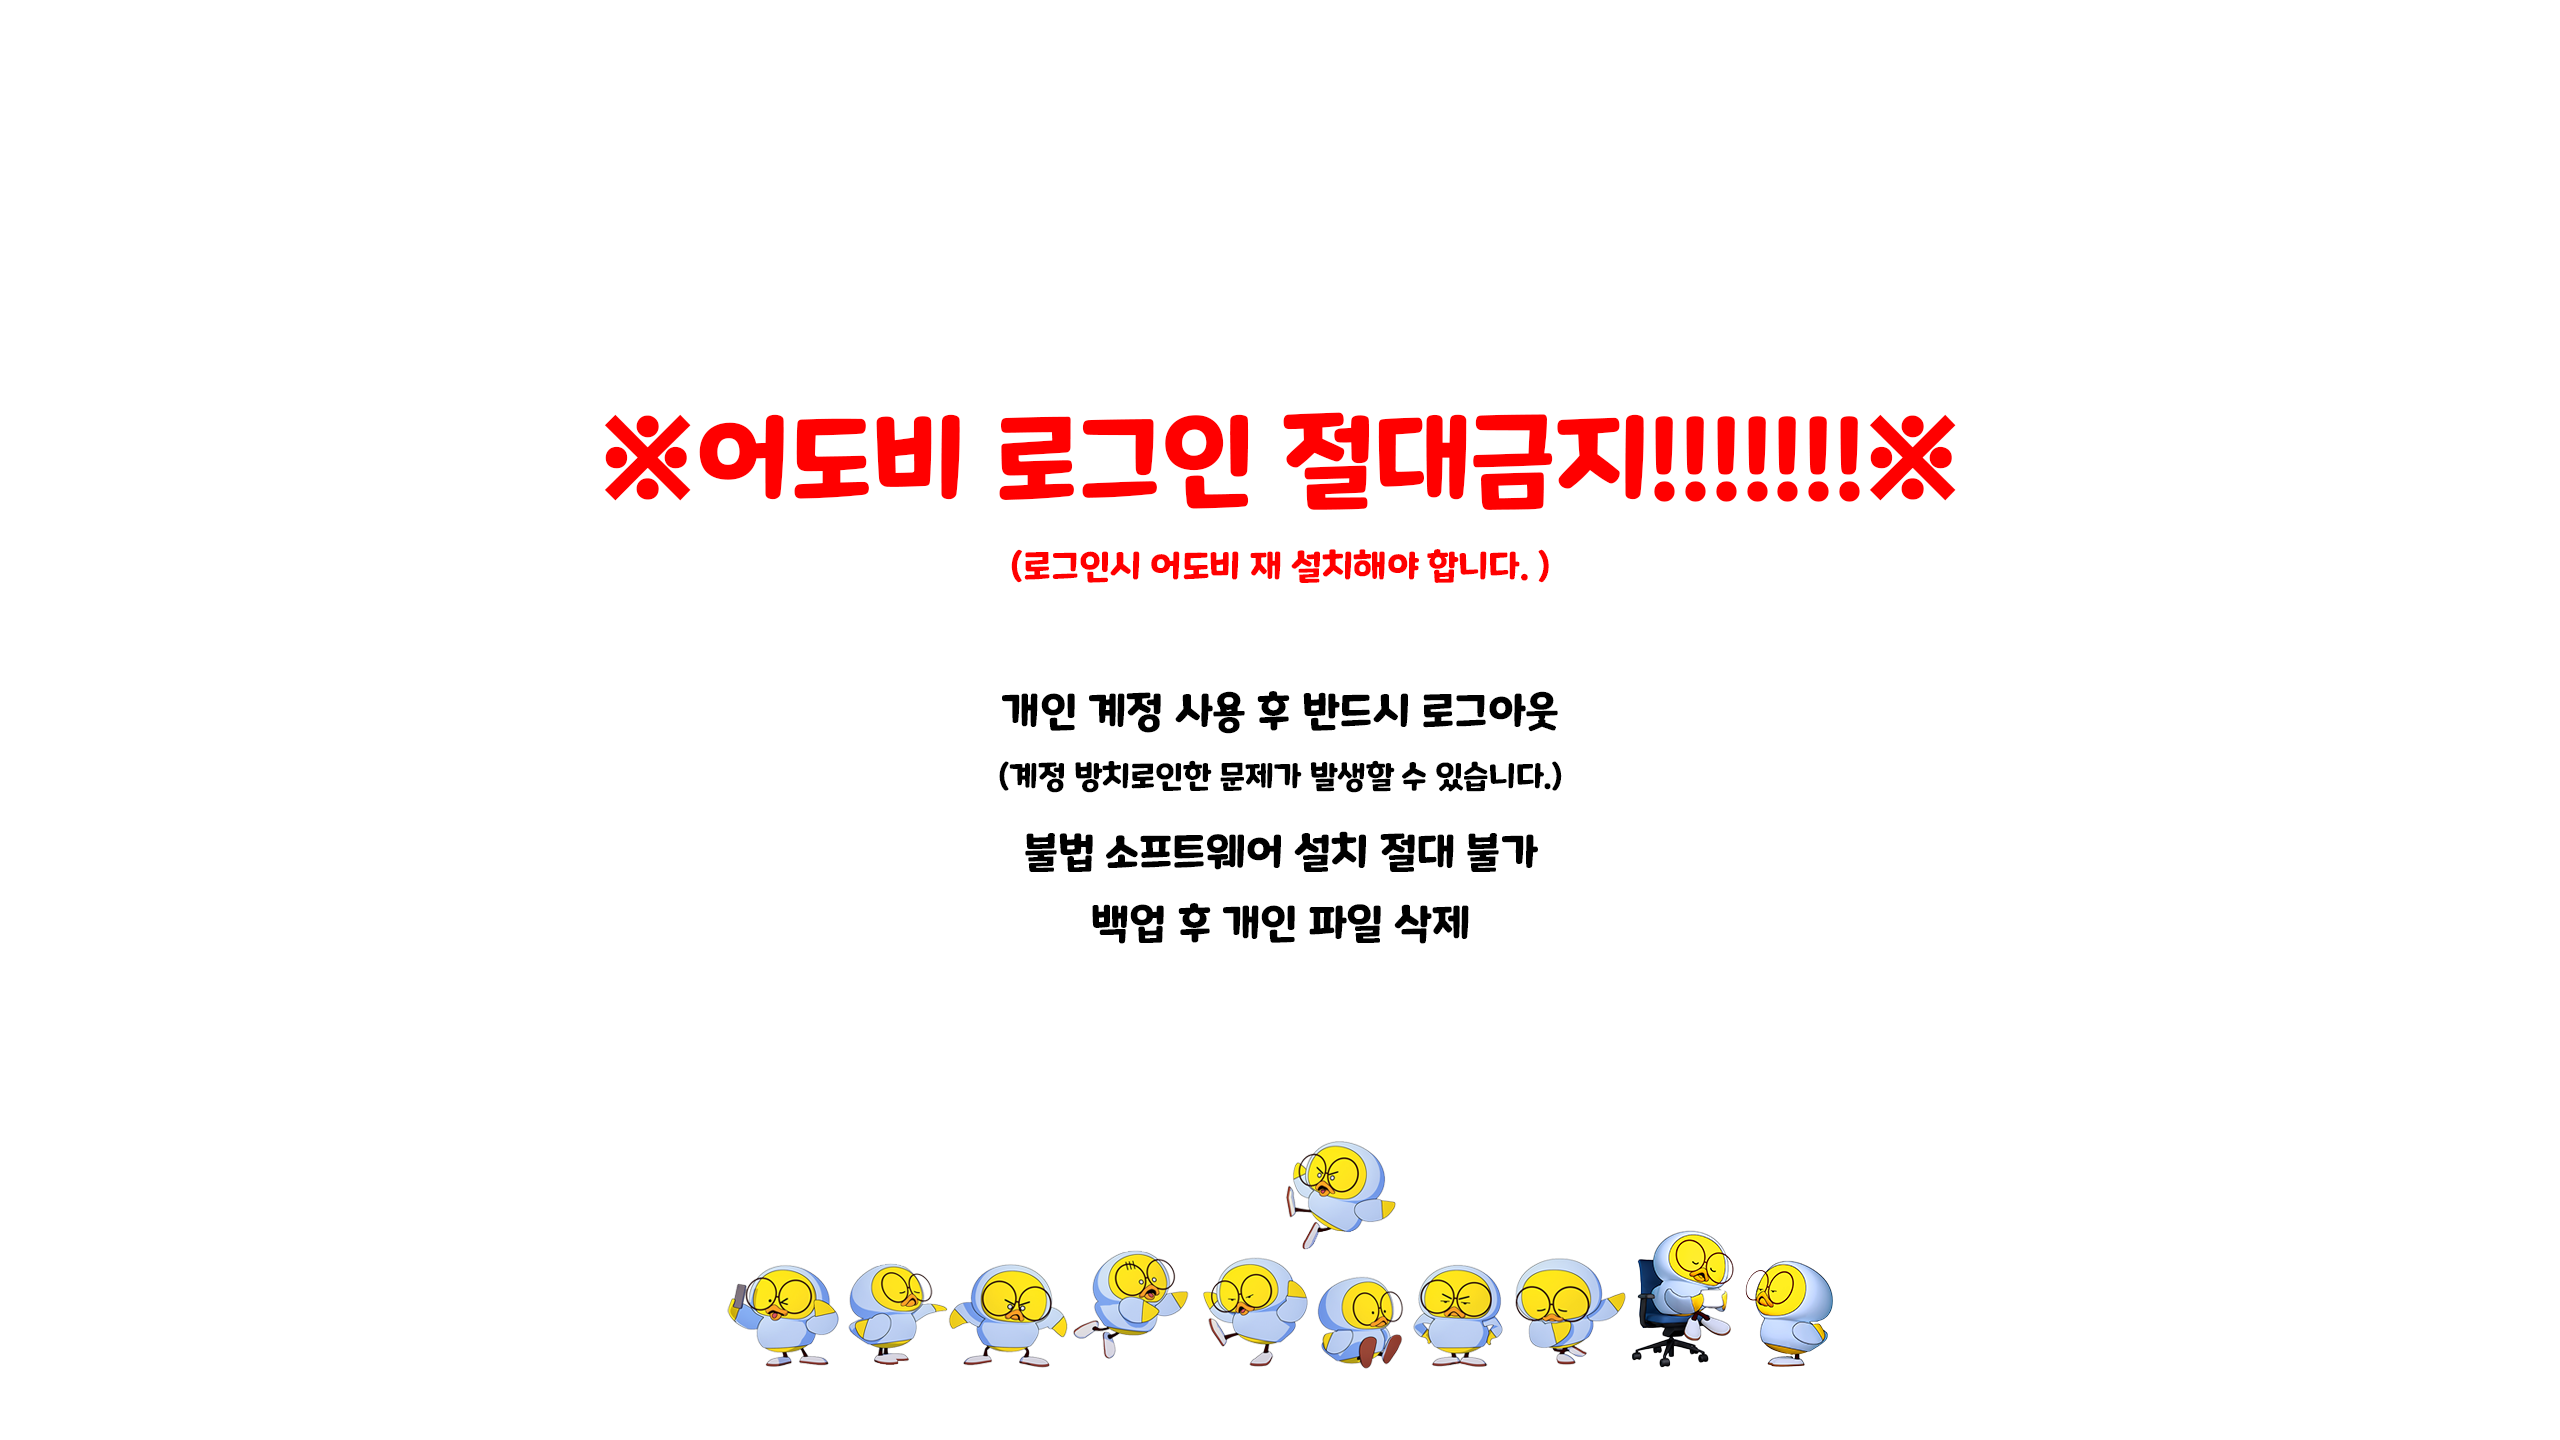 ※어도비 로그인 절대금지!!!!!!!※
(로그인시 어도비 재 설치해야 합니다. )
개인 계정 사용 후 반드시 로그아웃
(계정 방치로인한 문제가 발생할 수 있습니다.)
불법 소프트웨어 설치 절대 불가
백업 후 개인 파일 삭제